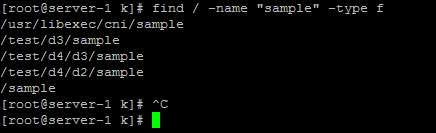 [root@server-1 k]# find / -name "sample" -type f
/usr/libexec/cni/sample
/test/d3/sample
/test/d4/d3/sample
/test/d4/d2/sample
/sample
[root@server-1 k]# ^C
[root@server-1 k]#